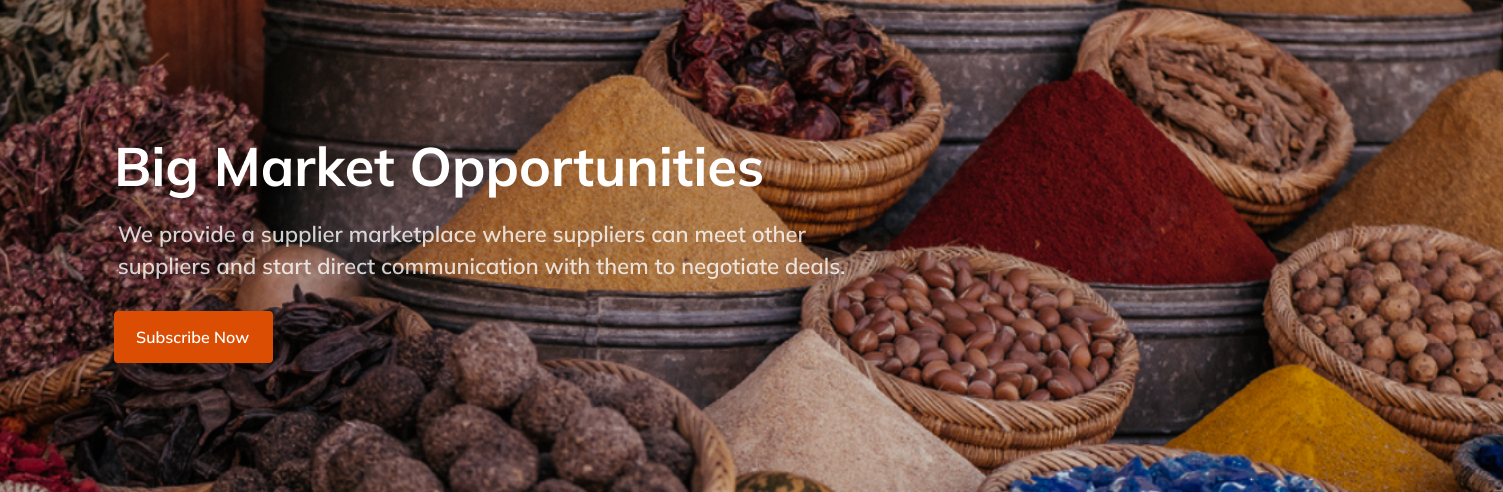 Big Market Opportunities
We provide a supplier marketplace where suppliers can meet other
suppliers and start direct communication with them to negotiate deals.
Subscribe Now